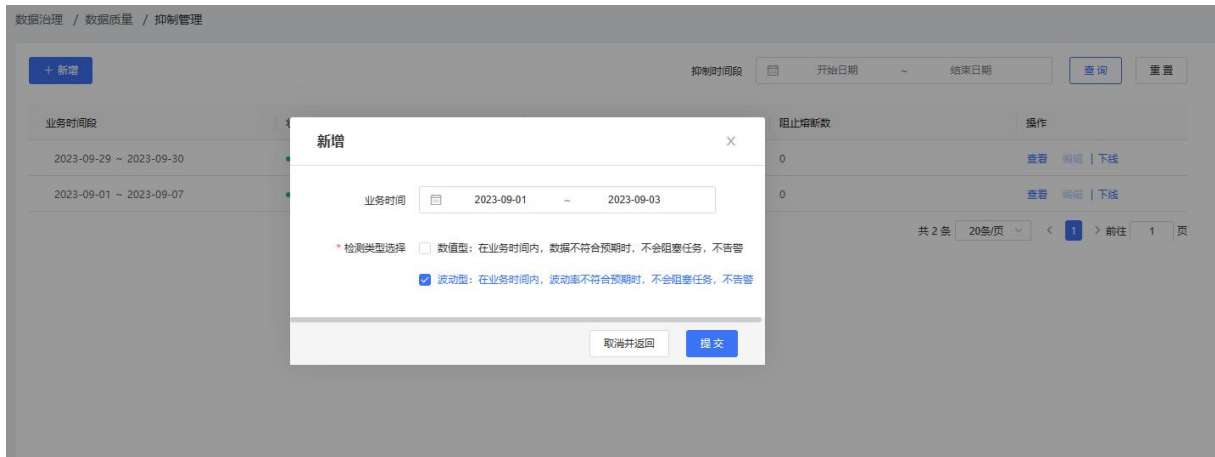 数据治理 / 数据质量 / 抑制管理
+ 新增 抑制时间段 开始日期 ~ 结束日期 查询 重置
业务时间段 阻止熔断数 操作
2023-09-29 ~ 2023-09-30 0 查看 编辑 | 下线
2023-09-01 ~ 2023-09-07 0 查看 编辑 | 下线
共 2 条 20条/页 < 1 > 前往 1 页
新增
业务时间 2023-09-01 ~ 2023-09-03
* 检测类型选择 数值型：在业务时间内，数据不符合预期时，不会阻塞任务，不告警
波动型：在业务时间内，波动率不符合预期时，不会阻塞任务，不告警
取消并返回 提交